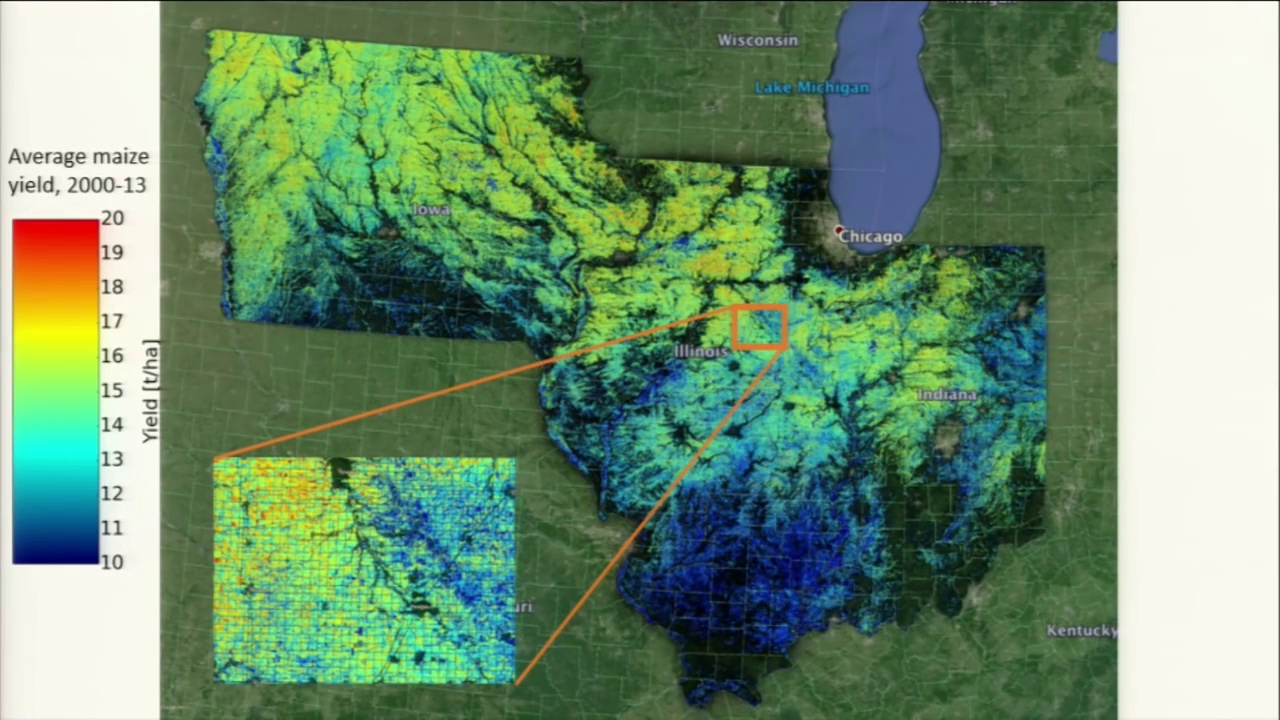 Wisconsin
Lake Michigan
Average maize
yield, 2000-13
20
19
18
17
16
15
14
13
12
11
10
Yield [t/ha]
Iowa
Chicago
Illinois
Indiana
uri
Kentucky